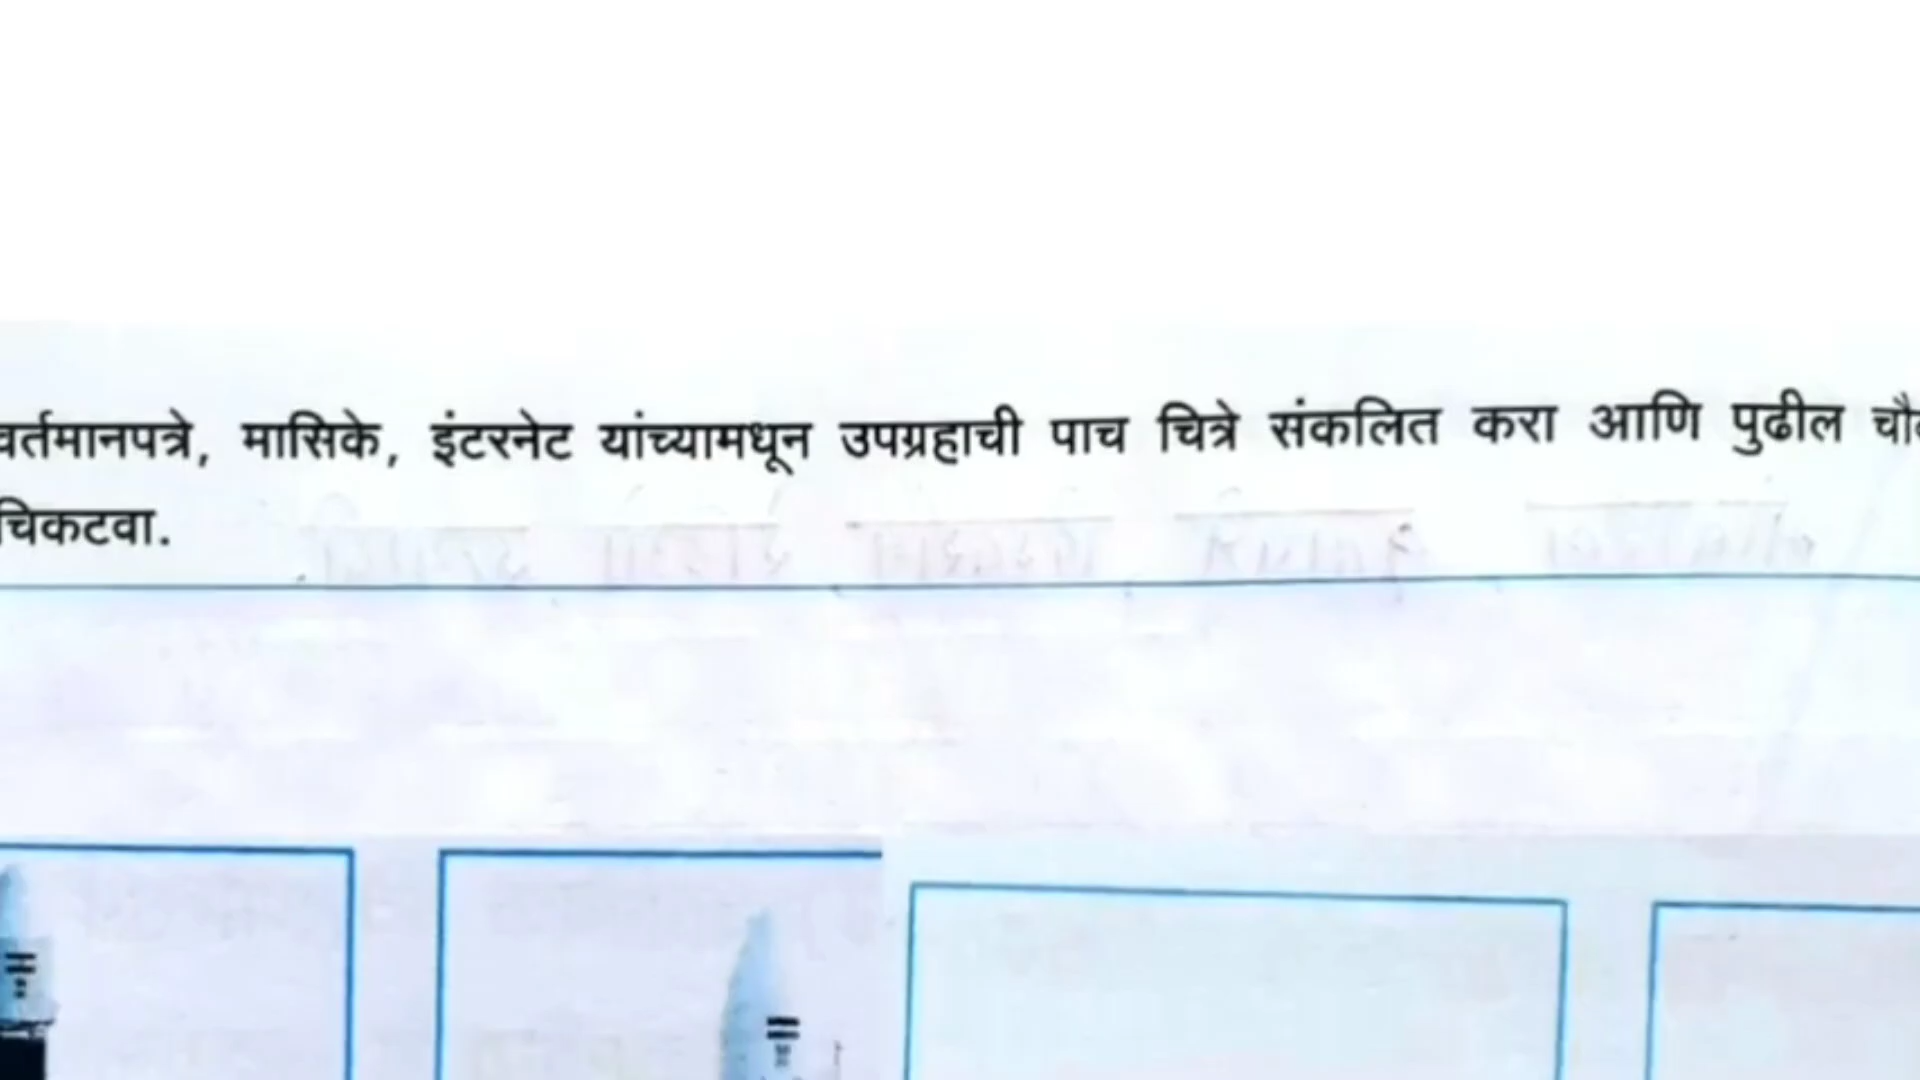 वर्तमानपत्रे, मासिके, इंटरनेट यांच्यामधून उपग्रहाची पाच चित्रे संकलित करा आणि पुढील
चिकटवा.